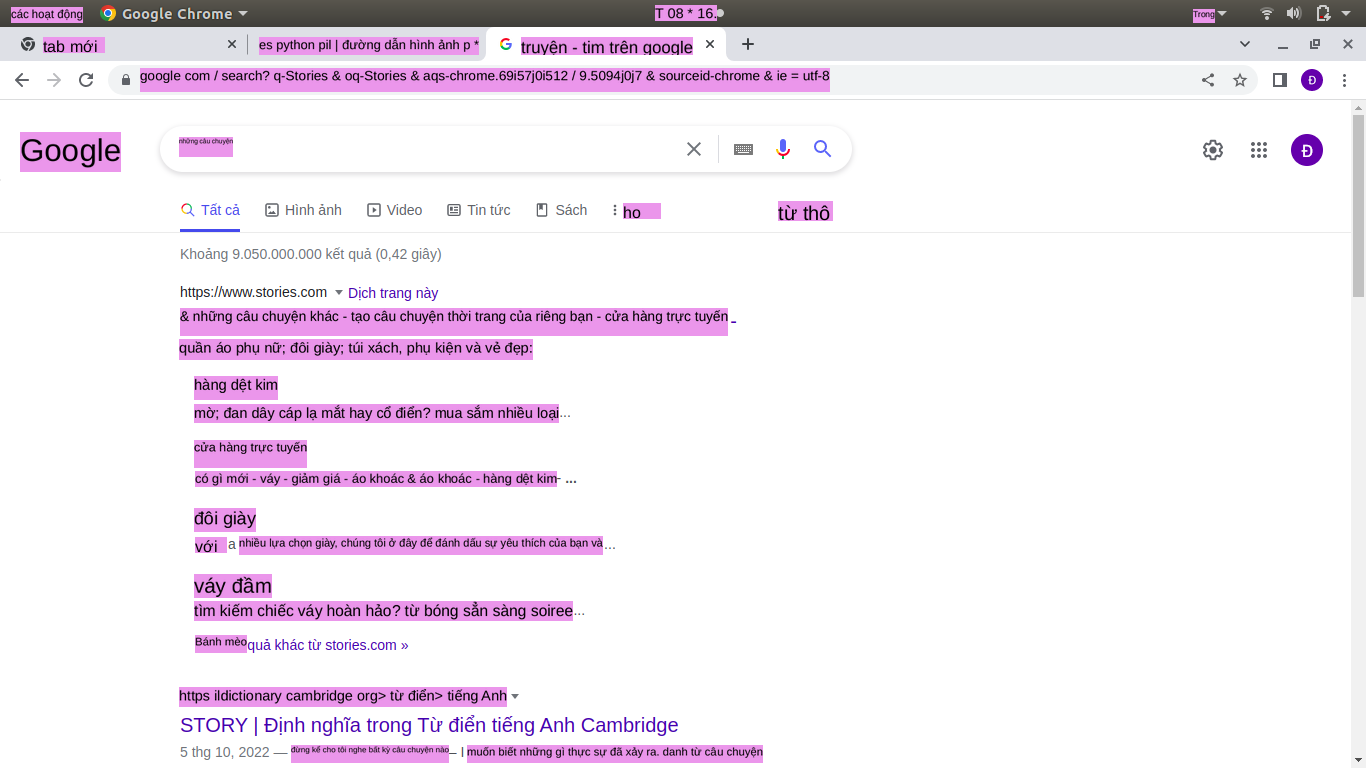 các hoạt động Google Chrome T 08 * 16. Trong
tab mới es python pil | đường dẫn hình ảnh p * truyện - tim trên google
google com / search? q-Stories & oq-Stories & aqs-chrome.69i57j0i512 / 9.5094j0j7 & sourceid-chrome & ie = utf-8 Đ
Google những câu chuyện Đ
Tất cả Hình ảnh Video Tin tức Sách ho từ thô
Khoảng 9.050.000.000 kết quả (0,42 giây)
https://www.stories.com Dịch trang này
& những câu chuyện khác - tạo câu chuyện thời trang của riêng bạn - cửa hàng trực tuyến -
quần áo phụ nữ; đôi giày; túi xách, phụ kiện và vẻ đẹp:
hàng dệt kim
mờ; đan dây cáp lạ mắt hay cổ điển? mua sắm nhiều loại...
cửa hàng trực tuyến
có gì mới - váy - giảm giá - áo khoác & áo khoác - hàng dệt kim- ...
đôi giày
với a nhiều lựa chọn giày, chúng tôi ở đây để đánh dấu sự yêu thích của bạn và...
váy đầm
tìm kiếm chiếc váy hoàn hảo? từ bóng sẵn sàng soiree...
Bánh mèo quả khác từ stories.com »
https ildictionary cambridge org> từ điển> tiếng Anh
STORY | Định nghĩa trong Từ điển tiếng Anh Cambridge
5 thg 10, 2022 — đừng kể cho tôi nghe bất kỳ câu chuyện nào– I muốn biết những gì thực sự đã xảy ra. danh từ câu chuyện